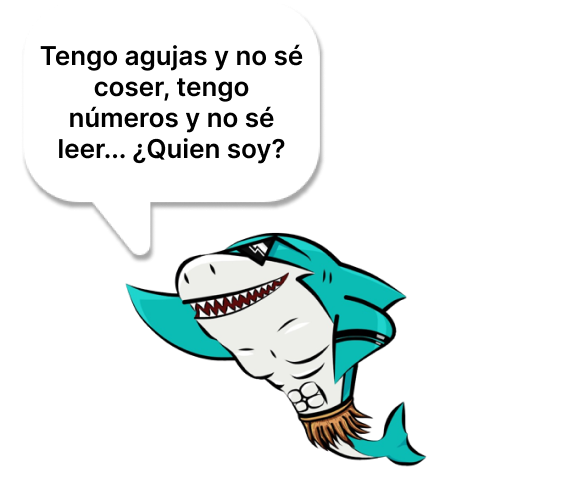 Tengo agujas y no sé
coser, tengo
números y no sé
leer... ¿Quien soy?